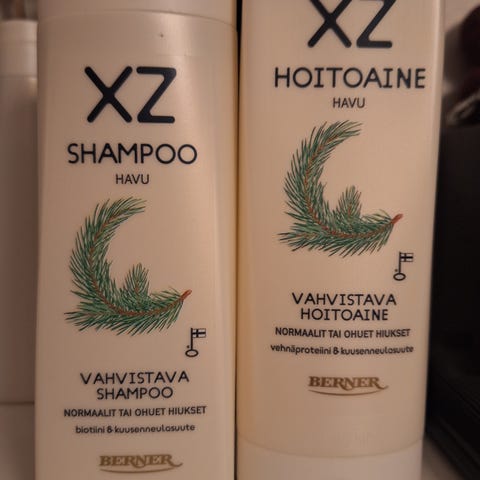 XZ
SHAMPOO
HAVU
VAHVISTAVA
SHAMPOO
NORMAALIT TAI OHUET HIUKSET
biotiini & kuusenneulasuute
BERNER
XZ
HOITOAINE
HAVU
VAHVISTAVA
HOITOAINE
NORMAALIT TAI OHUET HIUKSET
vehnäproteiini & kuusenneulasuute
BERNER